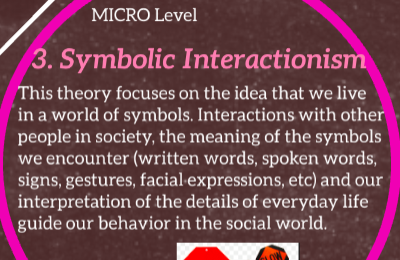 MICRO Level
3. Symbolic Interactionism
This theory focuses on the idea that we live
in a world of symbols. Interactions with other
people in society, the meaning of the symbols
we encounter (written words, spoken words,
signs, gestures, facial expressions, etc) and our
interpretation of the details of everyday life
guide our behavior in the social world.